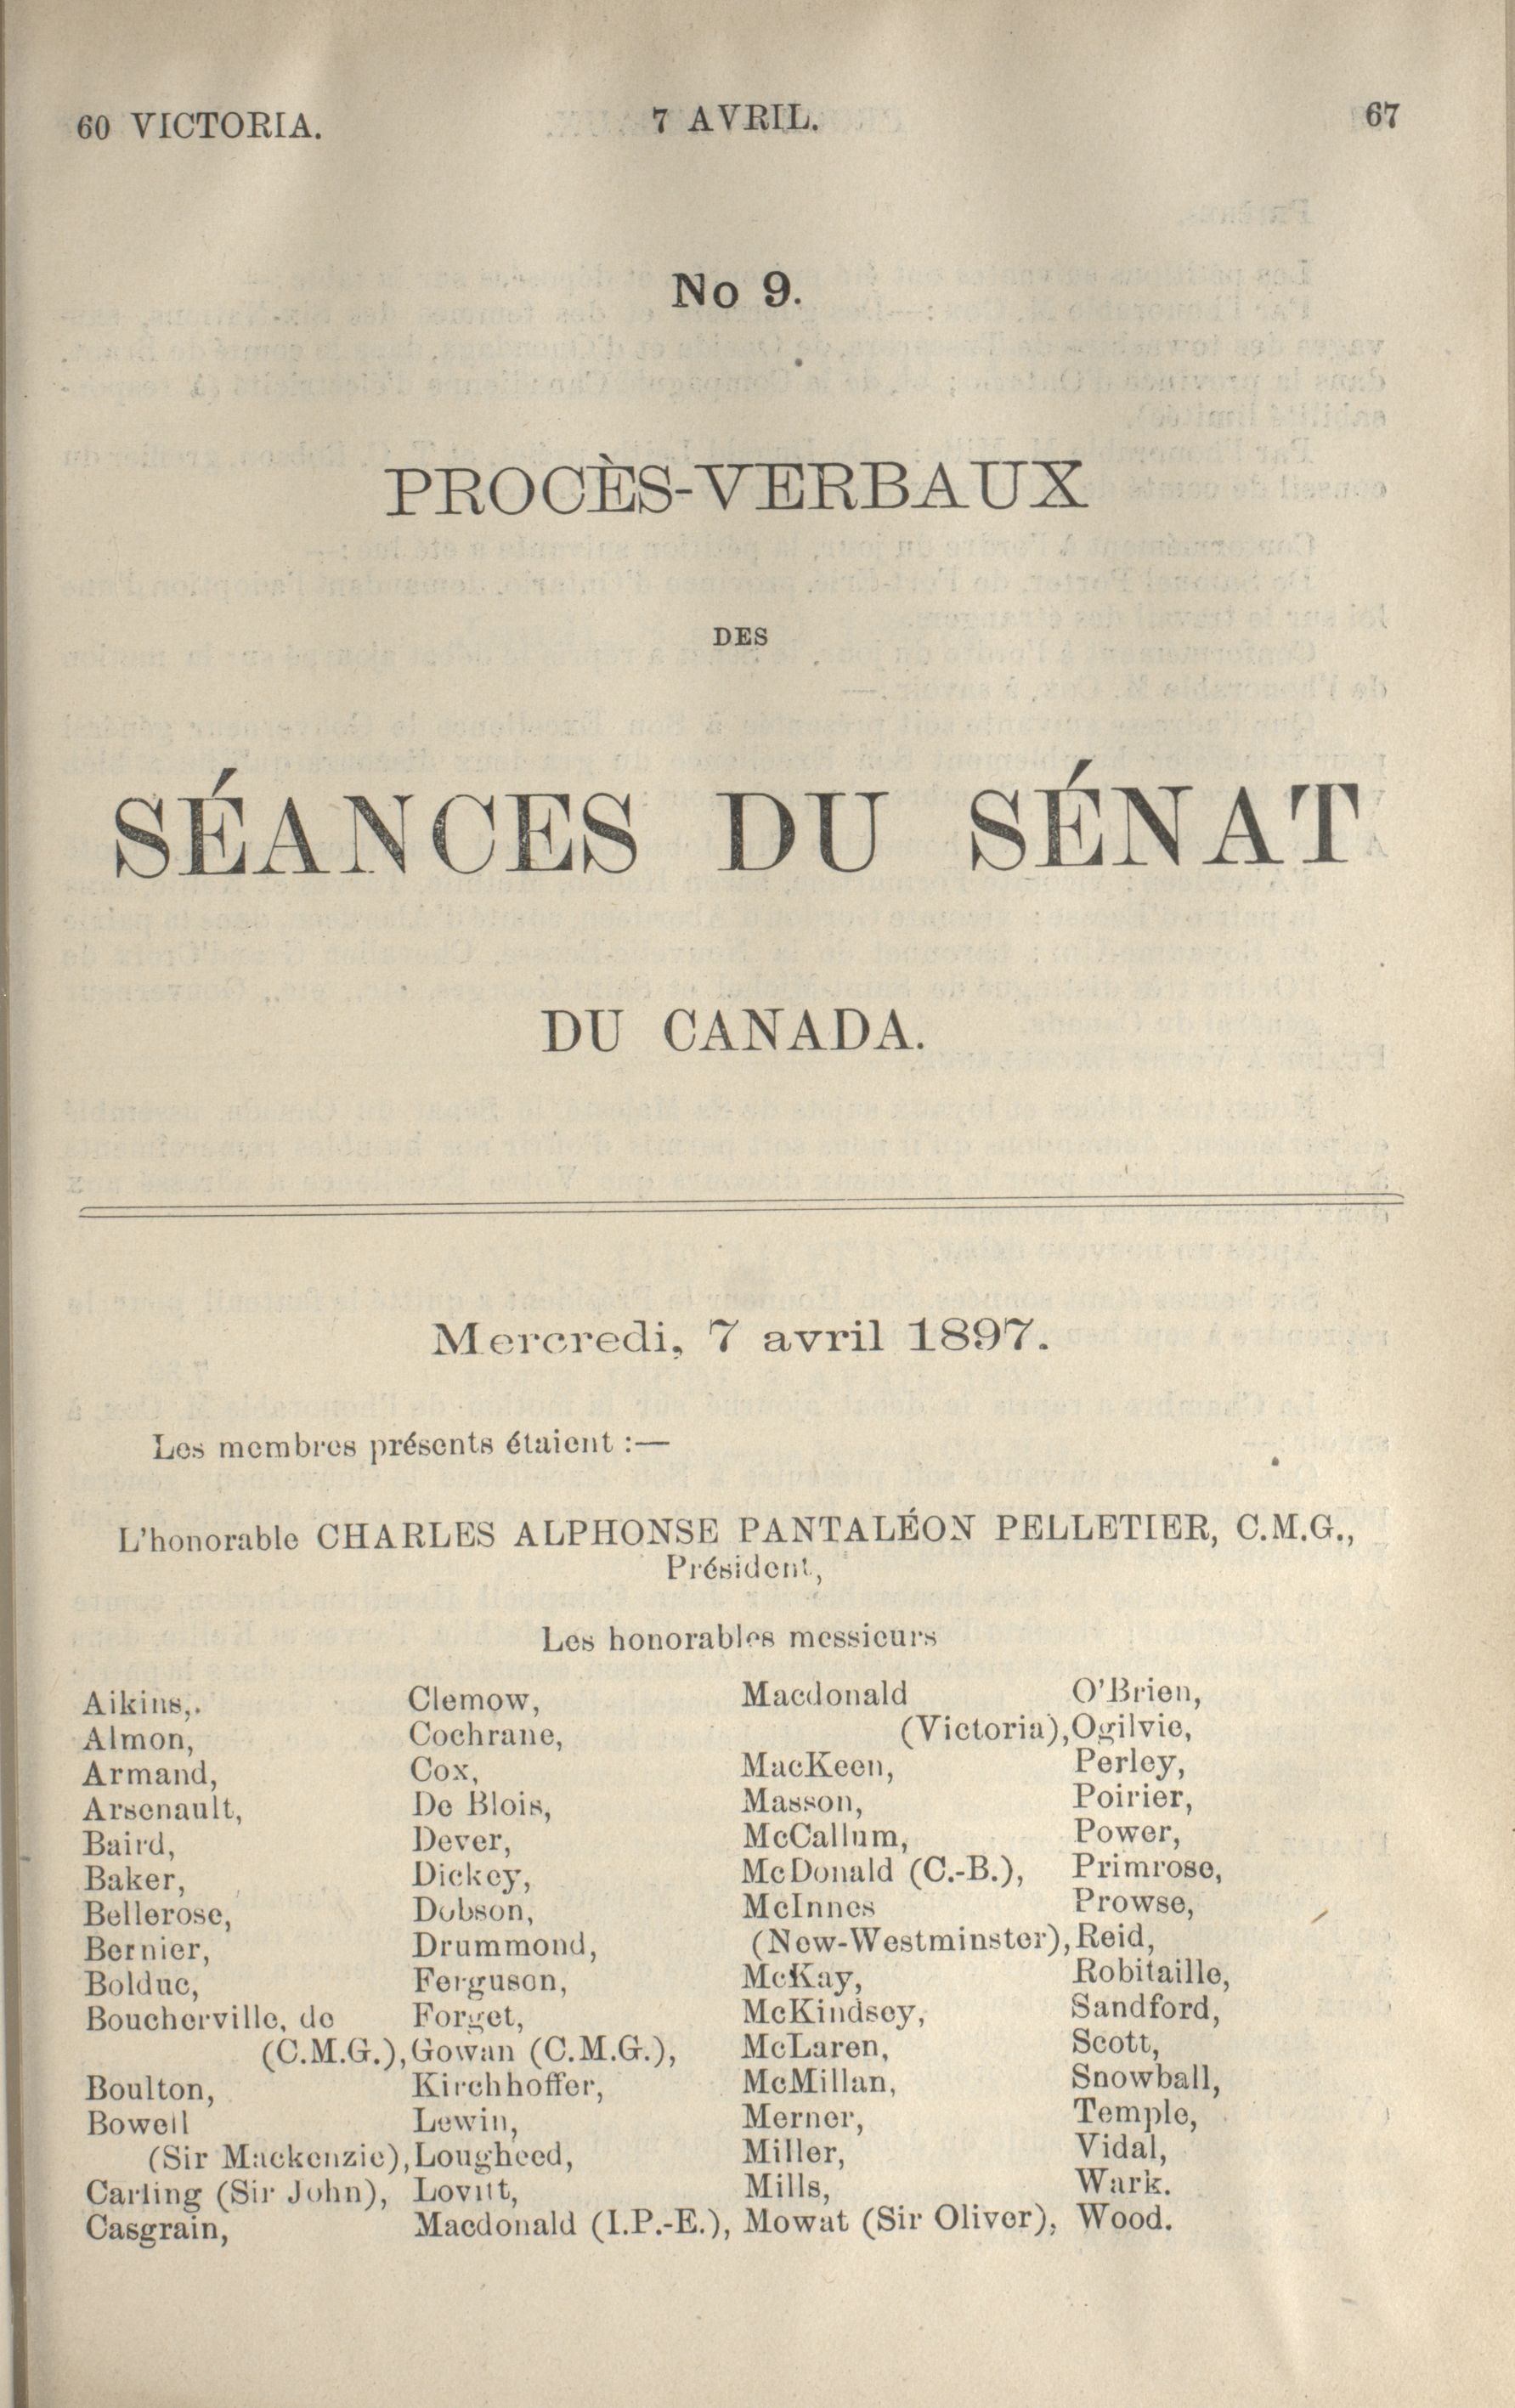 60 VICTORIA. 7 AVRIL. 67
No 9.
PROCÈS-VERBAUX
DES
SÉANCES DU SÉNAT
DU CANADA.
Mercredi, 7 avril 1897.
Les membres présents étaient :—
L'honorable CHARLES ALPHONSE PANTALÉON PELLETIER, C.M.G.,
Président,
Les honorables messieurs
Aikins,.
Almon,
Armand,
Arsenault,
Baird,
Baker,
Bellerose,
Bernier,
Bolduc,
Boucherville, de
(C.M.G.),
Boulton,
Bowell
(Sir Mackenzie),
Carling (Sir John),
Casgrain,
Clemow,
Cochrane,
Cox,
De Blois,
Dever,
Dickey,
Dobson,
Drummond,
Ferguson,
Forget,
Gowan (C.M.G.),
Kirchhoffer,
Lewin,
Lougheed,
Lovitt,
Macdonald (I.P.-E.),
Macdonald
(Victoria),
MacKeen,
Masson,
McCallum,
McDonald (C.-B.),
McInnes
(New-Westminster),
McKay,
McKindsey,
McLaren,
McMillan,
Merner,
Miller,
Mills,
Mowat (Sir Oliver),
O'Brien,
Ogilvie,
Perley,
Poirier,
Power,
Primrose,
Prowse,
Reid,
Robitaille,
Sandford,
Scott,
Snowball,
Temple,
Vidal,
Wark.
Wood.